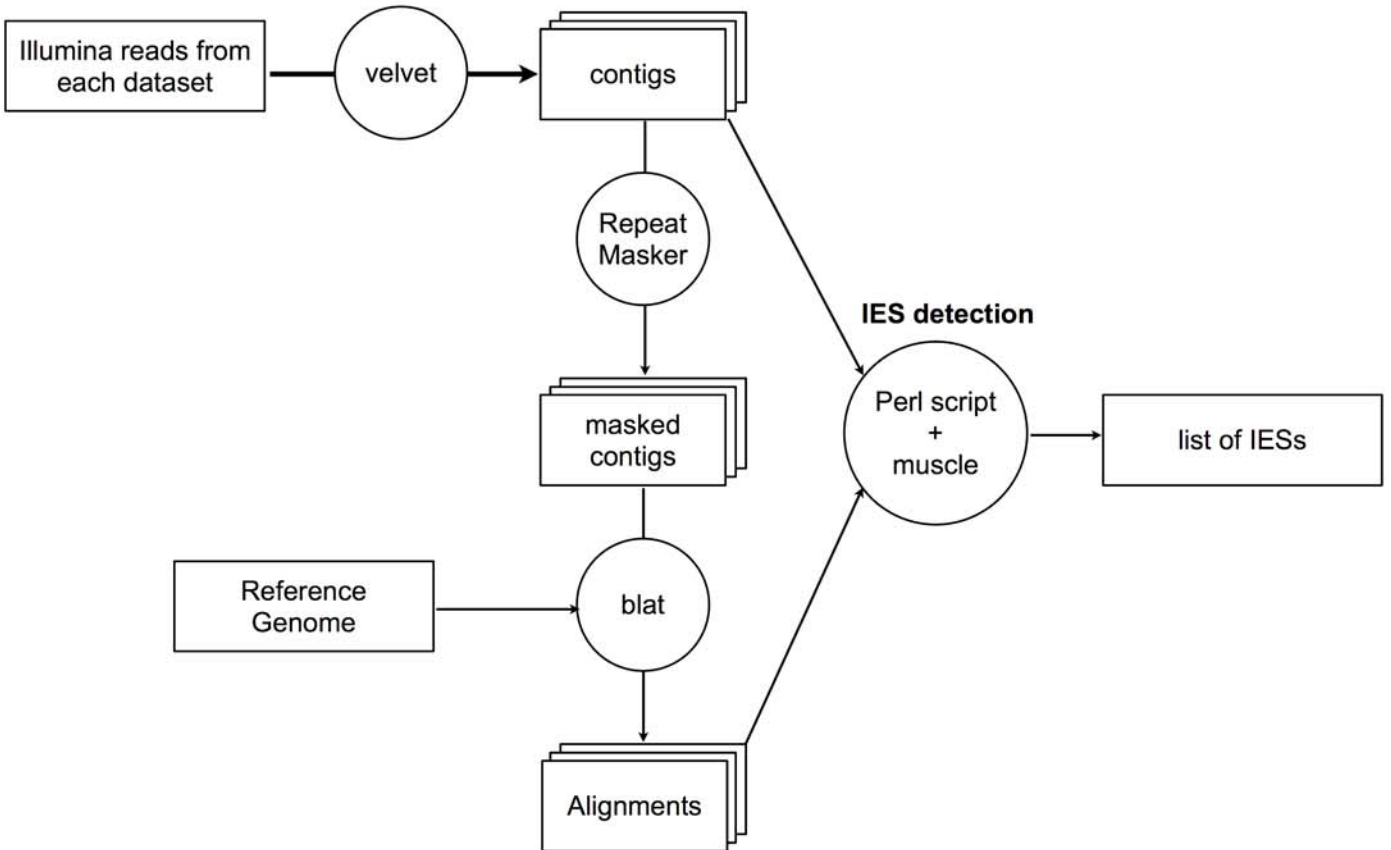 Illumina reads from
each dataset
velvet
contigs
Repeat
Masker
IES detection
masked
contigs
Perl script
+
muscle
list of IESs
Reference
Genome
blat
Alignments